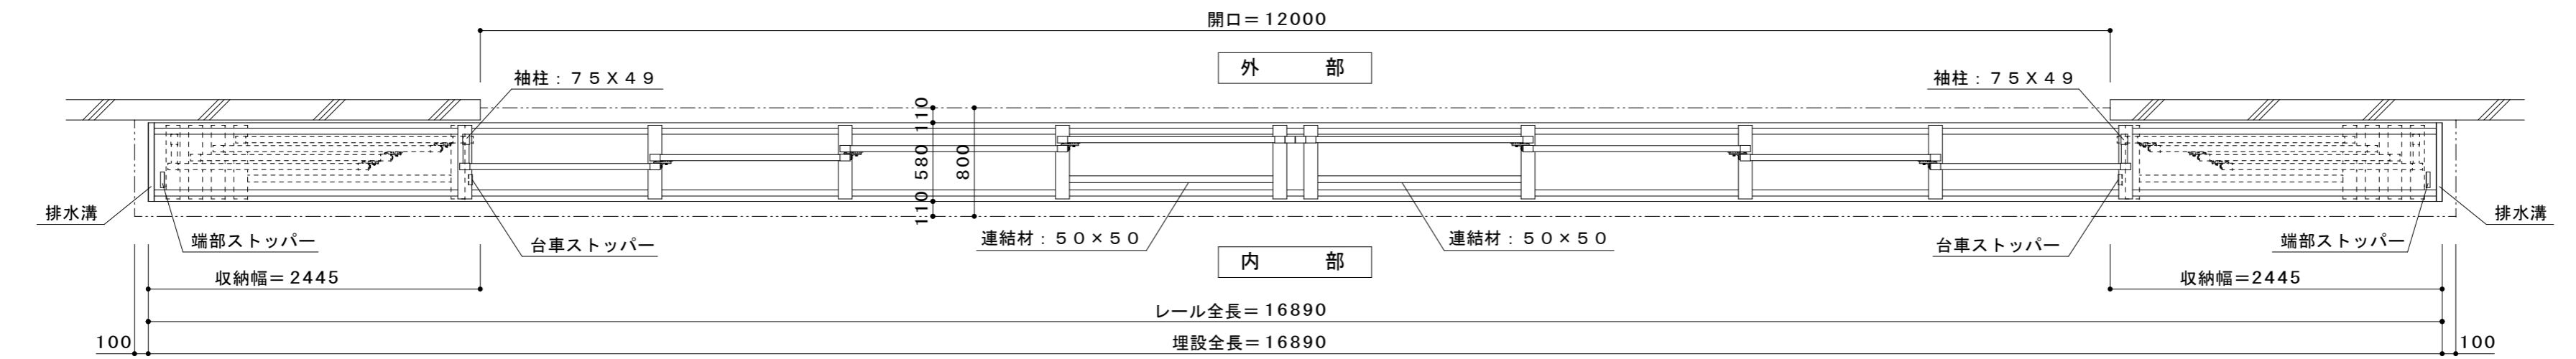 開口＝12000
外　部
袖柱：７５Ｘ４９
袖柱：７５Ｘ４９
110
580
800
110
排水溝
排水溝
端部ストッパー
台車ストッパー
連結材：５０×５０
連結材：５０×５０
台車ストッパー
端部ストッパー
内　部
収納幅＝2445
収納幅＝2445
レール全長＝16890
100
埋設全長＝16890
100